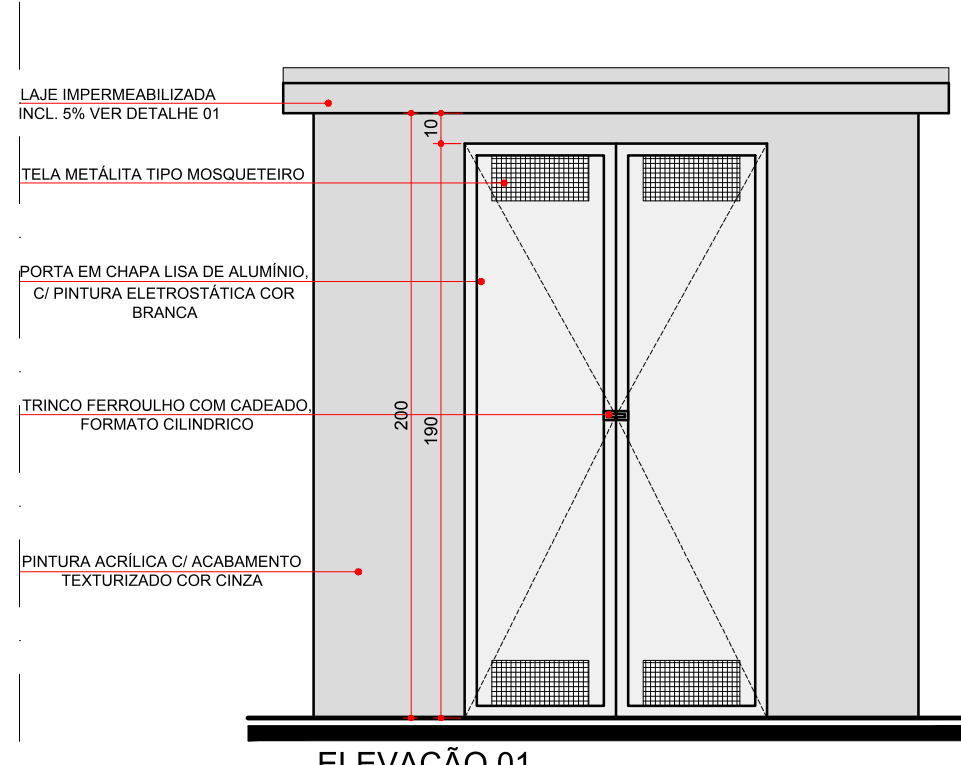 LAJE IMPERMEABILIZADA
INCL. 5% VER DETALHE 01
10
TELA METÁLITA TIPO MOSQUETEIRO
PORTA EM CHAPA LISA DE ALUMÍNIO,
C/ PINTURA ELETROSTÁTICA COR
BRANCA
TRINCO FERROULHO COM CADEADO,
FORMATO CILINDRICO
200
190
PINTURA ACRÍLICA C/ ACABAMENTO
TEXTURIZADO COR CINZA
ELEVAÇÃO 01